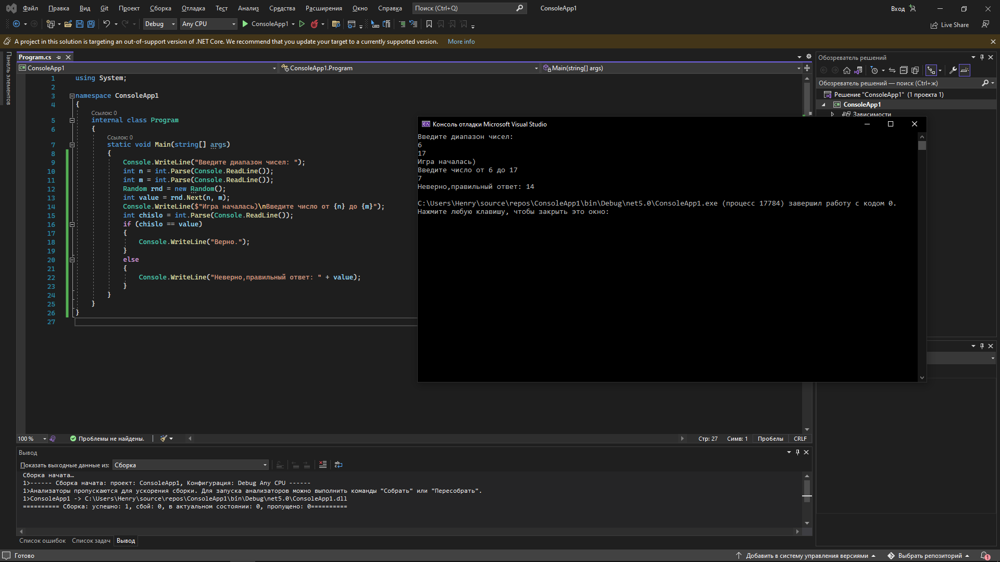 Файл Правка Вид Git Проект Сборка Отладка Тест Анализ Средства Расширения Окно Справка Поиск (Ctrl+Q) ConsoleApp1 Вход
Debug Any CPU ConsoleApp1 Live Share
A project in this solution is targeting an out-of-support version of .NET Core. We recommend that you update your target to a currently supported version. More info
Панель элементов
Program.cs
ConsoleApp1 ConsoleApp1.Program Main(string[] args)
1 using System;
2
3 namespace ConsoleApp1
4 {
Ссылок: 0
5 internal class Program
6 {
Ссылок: 0
7 static void Main(string[] args)
8 {
9 Console.WriteLine("Введите диапазон чисел: ");
10 int n = int.Parse(Console.ReadLine());
11 int m = int.Parse(Console.ReadLine());
12 Random rnd = new Random();
13 int value = rnd.Next(n, m);
14 Console.WriteLine($"Игра началась)\nВведите число от {n} до {m}");
15 int chislo = int.Parse(Console.ReadLine());
16 if (chislo == value)
17 {
18 Console.WriteLine("Верно.");
19 }
20 else
21 {
22 Console.WriteLine("Неверно,правильный ответ: " + value);
23 }
24 }
25 }
26 }
27
Консоль отладки Microsoft Visual Studio
Введите диапазон чисел:
6
17
Игра началась)
Введите число от 6 до 17
7
Неверно,правильный ответ: 14
C:\Users\Henry\source\repos\ConsoleApp1\bin\Debug\net5.0\ConsoleApp1.exe (процесс 17784) завершил работу с кодом 0.
Нажмите любую клавишу, чтобы закрыть это окно:
Обозреватель решений
Обозреватель решений — поиск (Ctrl+ж)
Решение "ConsoleApp1" (1 проекта 1)
ConsoleApp1
Зависимости
100 % Проблемы не найдены. Стр: 27 Симв: 1 Пробелы CRLF
Вывод
Показать выходные данные из: Сборка
Сборка начата…
1>------ Сборка начата: проект: ConsoleApp1, Конфигурация: Debug Any CPU ------
1>Анализаторы пропускаются для ускорения сборки. Для запуска анализаторов можно выполнить команды "Собрать" или "Пересобрать".
1>ConsoleApp1 -> C:\Users\Henry\source\repos\ConsoleApp1\bin\Debug\net5.0\ConsoleApp1.dll
========== Сборка: успешно: 1, сбой: 0, в актуальном состоянии: 0, пропущено: 0==========
Список ошибок Список задач Вывод
Готово Добавить в систему управления версиями Выбрать репозиторий 1